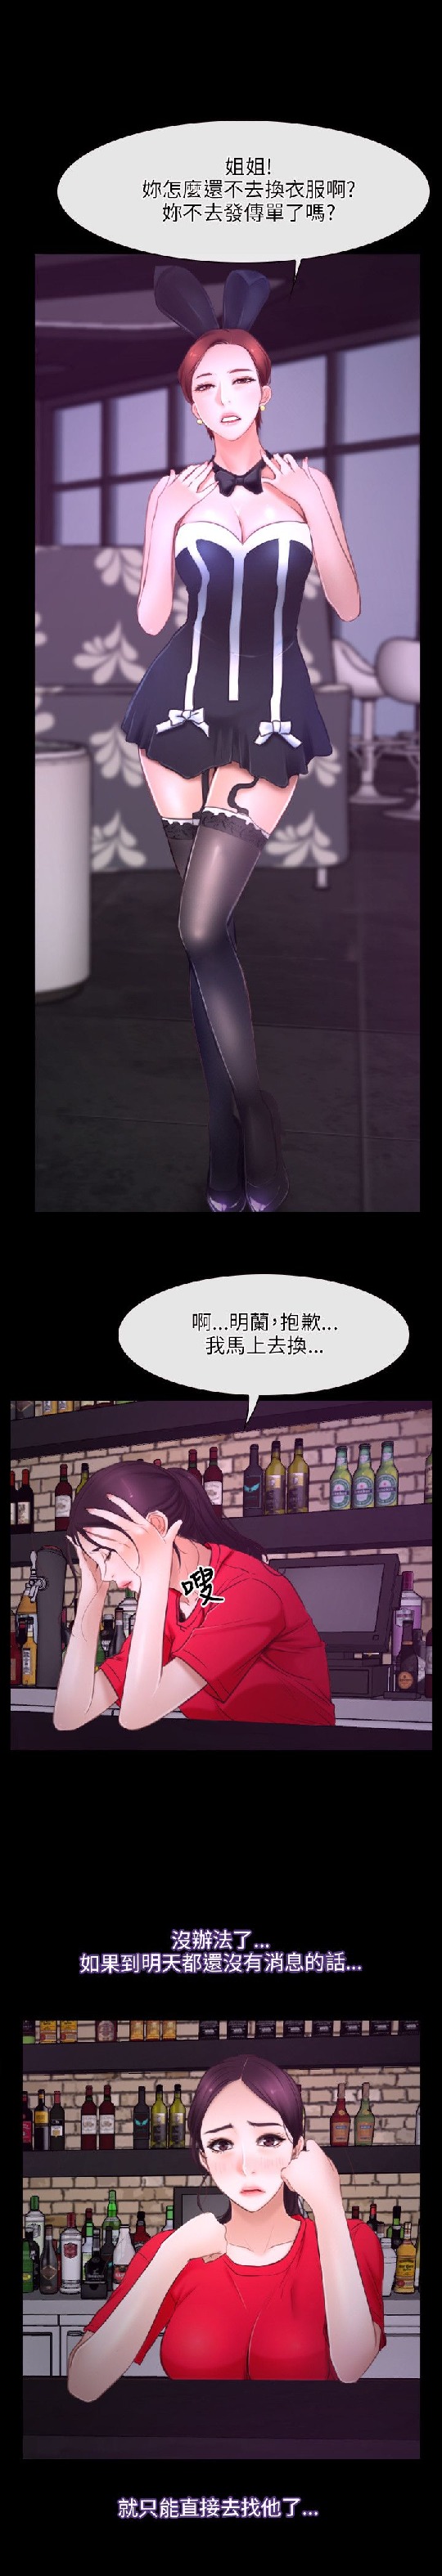 姐姐!
妳怎麼還不去換衣服啊?
妳不去發傳單了嗎?
啊...明蘭,抱歉...
我馬上去換...
嗖
沒辦法了...
如果到明天都還沒有消息的話...
就只能直接去找他了...